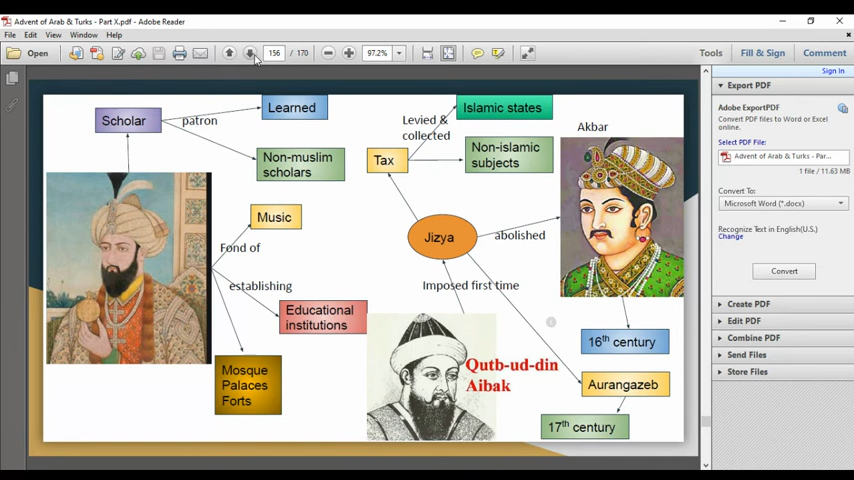 Advent of Arab & Turks - Part X.pdf - Adobe Reader
File Edit View Window Help
Open
156 / 170
97.2%
Tools
Fill & Sign
Comment
Sign In
Scholar
patron
Learned
Non-muslim
scholars
Music
Fond of
establishing
Educational
institutions
Mosque
Palaces
Forts
Levied &
collected
Islamic states
Tax
Non-islamic
subjects
Akbar
Jizya
abolished
Imposed first time
Qutb-ud-din
Aibak
16th century
Aurangazeb
17th century
Export PDF
Adobe ExportPDF
Convert PDF files to Word or Excel
online.
Select PDF File:
Advent of Arab & Turks - Par...
1 file / 11.63 MB
Convert To:
Microsoft Word (*.docx)
Recognize Text in English(U.S.)
Change
Convert
Create PDF
Edit PDF
Combine PDF
Send Files
Store Files